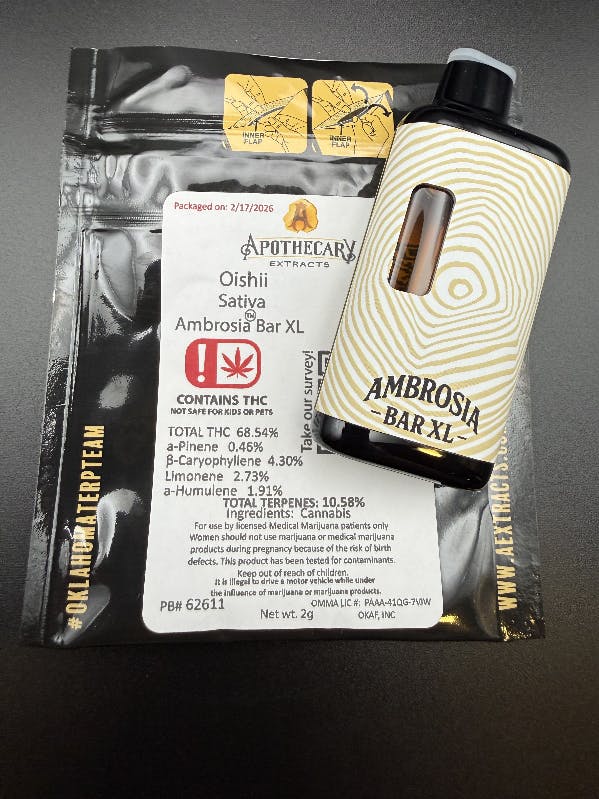 INNER FLAP
INNER FLAP
Packaged on: 2/17/2026
APOTHECARY
EXTRACTS
Oishii
Sativa
Ambrosia™ Bar XL
!
CONTAINS THC
NOT SAFE FOR KIDS OR PETS
Take our survey!
TOTAL THC 68.54%
a-Pinene 0.46%
β-Caryophyllene 4.30%
Limonene 2.73%
a-Humulene 1.91%
TOTAL TERPENES: 10.58%
Ingredients: Cannabis
For use by licensed Medical Marijuana patients only
Women should not use marijuana or medical marijuana
products during pregnancy because of the risk of birth
defects. This product has been tested for contaminants.
Keep out of reach of children.
It is illegal to drive a motor vehicle while under
the influence of marijuana or marijuana products.
PB# 62611
OMMA LIC #: PAAA-41QG-7VJW
Net wt. 2g
OKAF, INC
#OKLAHOMATERPTEAM
WWW.AEXTRACTS.CO
AMBROSIA
-BAR XL-